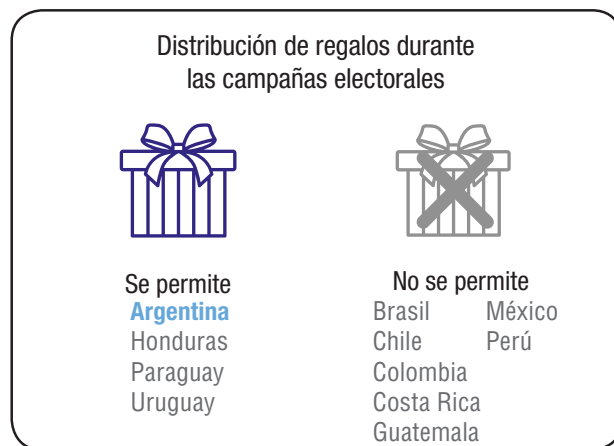 Distribución de regalos durante
las campañas electorales
Se permite
Argentina
Honduras
Paraguay
Uruguay
No se permite
Brasil México
Chile Perú
Colombia
Costa Rica
Guatemala